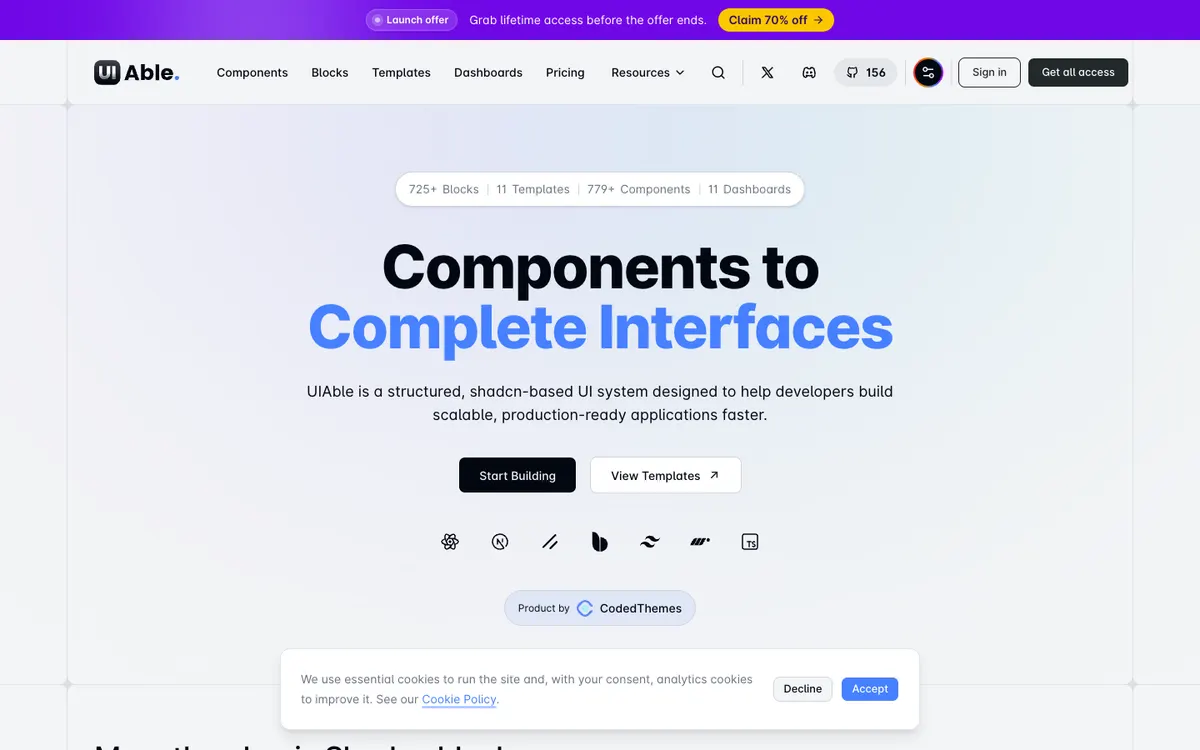 Launch offer Grab lifetime access before the offer ends. Claim 70% off →
UI Able. Components Blocks Templates Dashboards Pricing Resources 156 Sign in Get all access
725+ Blocks 11 Templates 779+ Components 11 Dashboards
Components to
Complete Interfaces
UIAble is a structured, shadcn-based UI system designed to help developers build
scalable, production-ready applications faster.
Start Building View Templates ↗
N TS
Product by CodedThemes
We use essential cookies to run the site and, with your consent, analytics cookies
to improve it. See our Cookie Policy.
Decline Accept